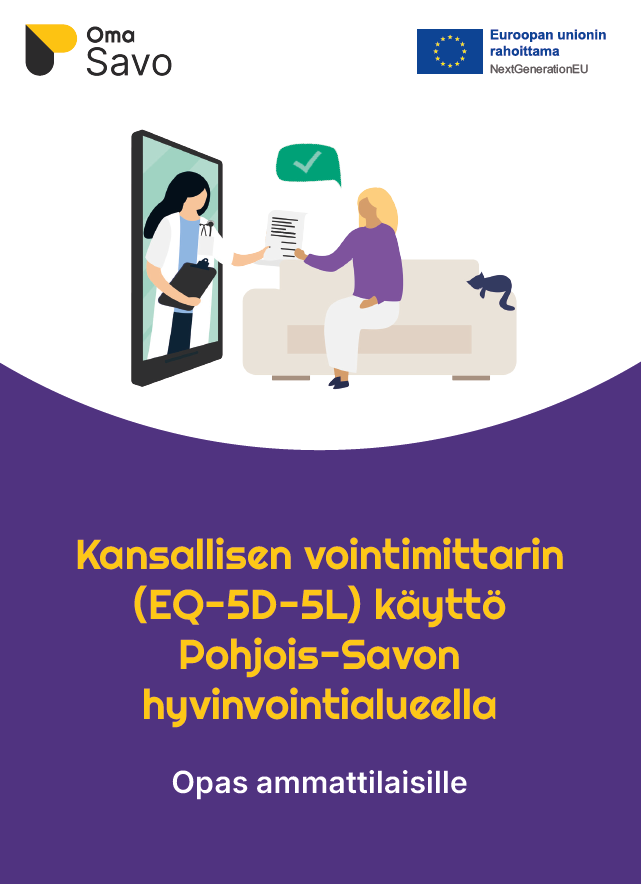 Oma
Savo
Euroopan unionin
rahoittama
NextGenerationEU
Kansallisen vointimittarin
(EQ-5D-5L) käyttö
Pohjois-Savon
hyvinvointialueella
Opas ammattilaisille